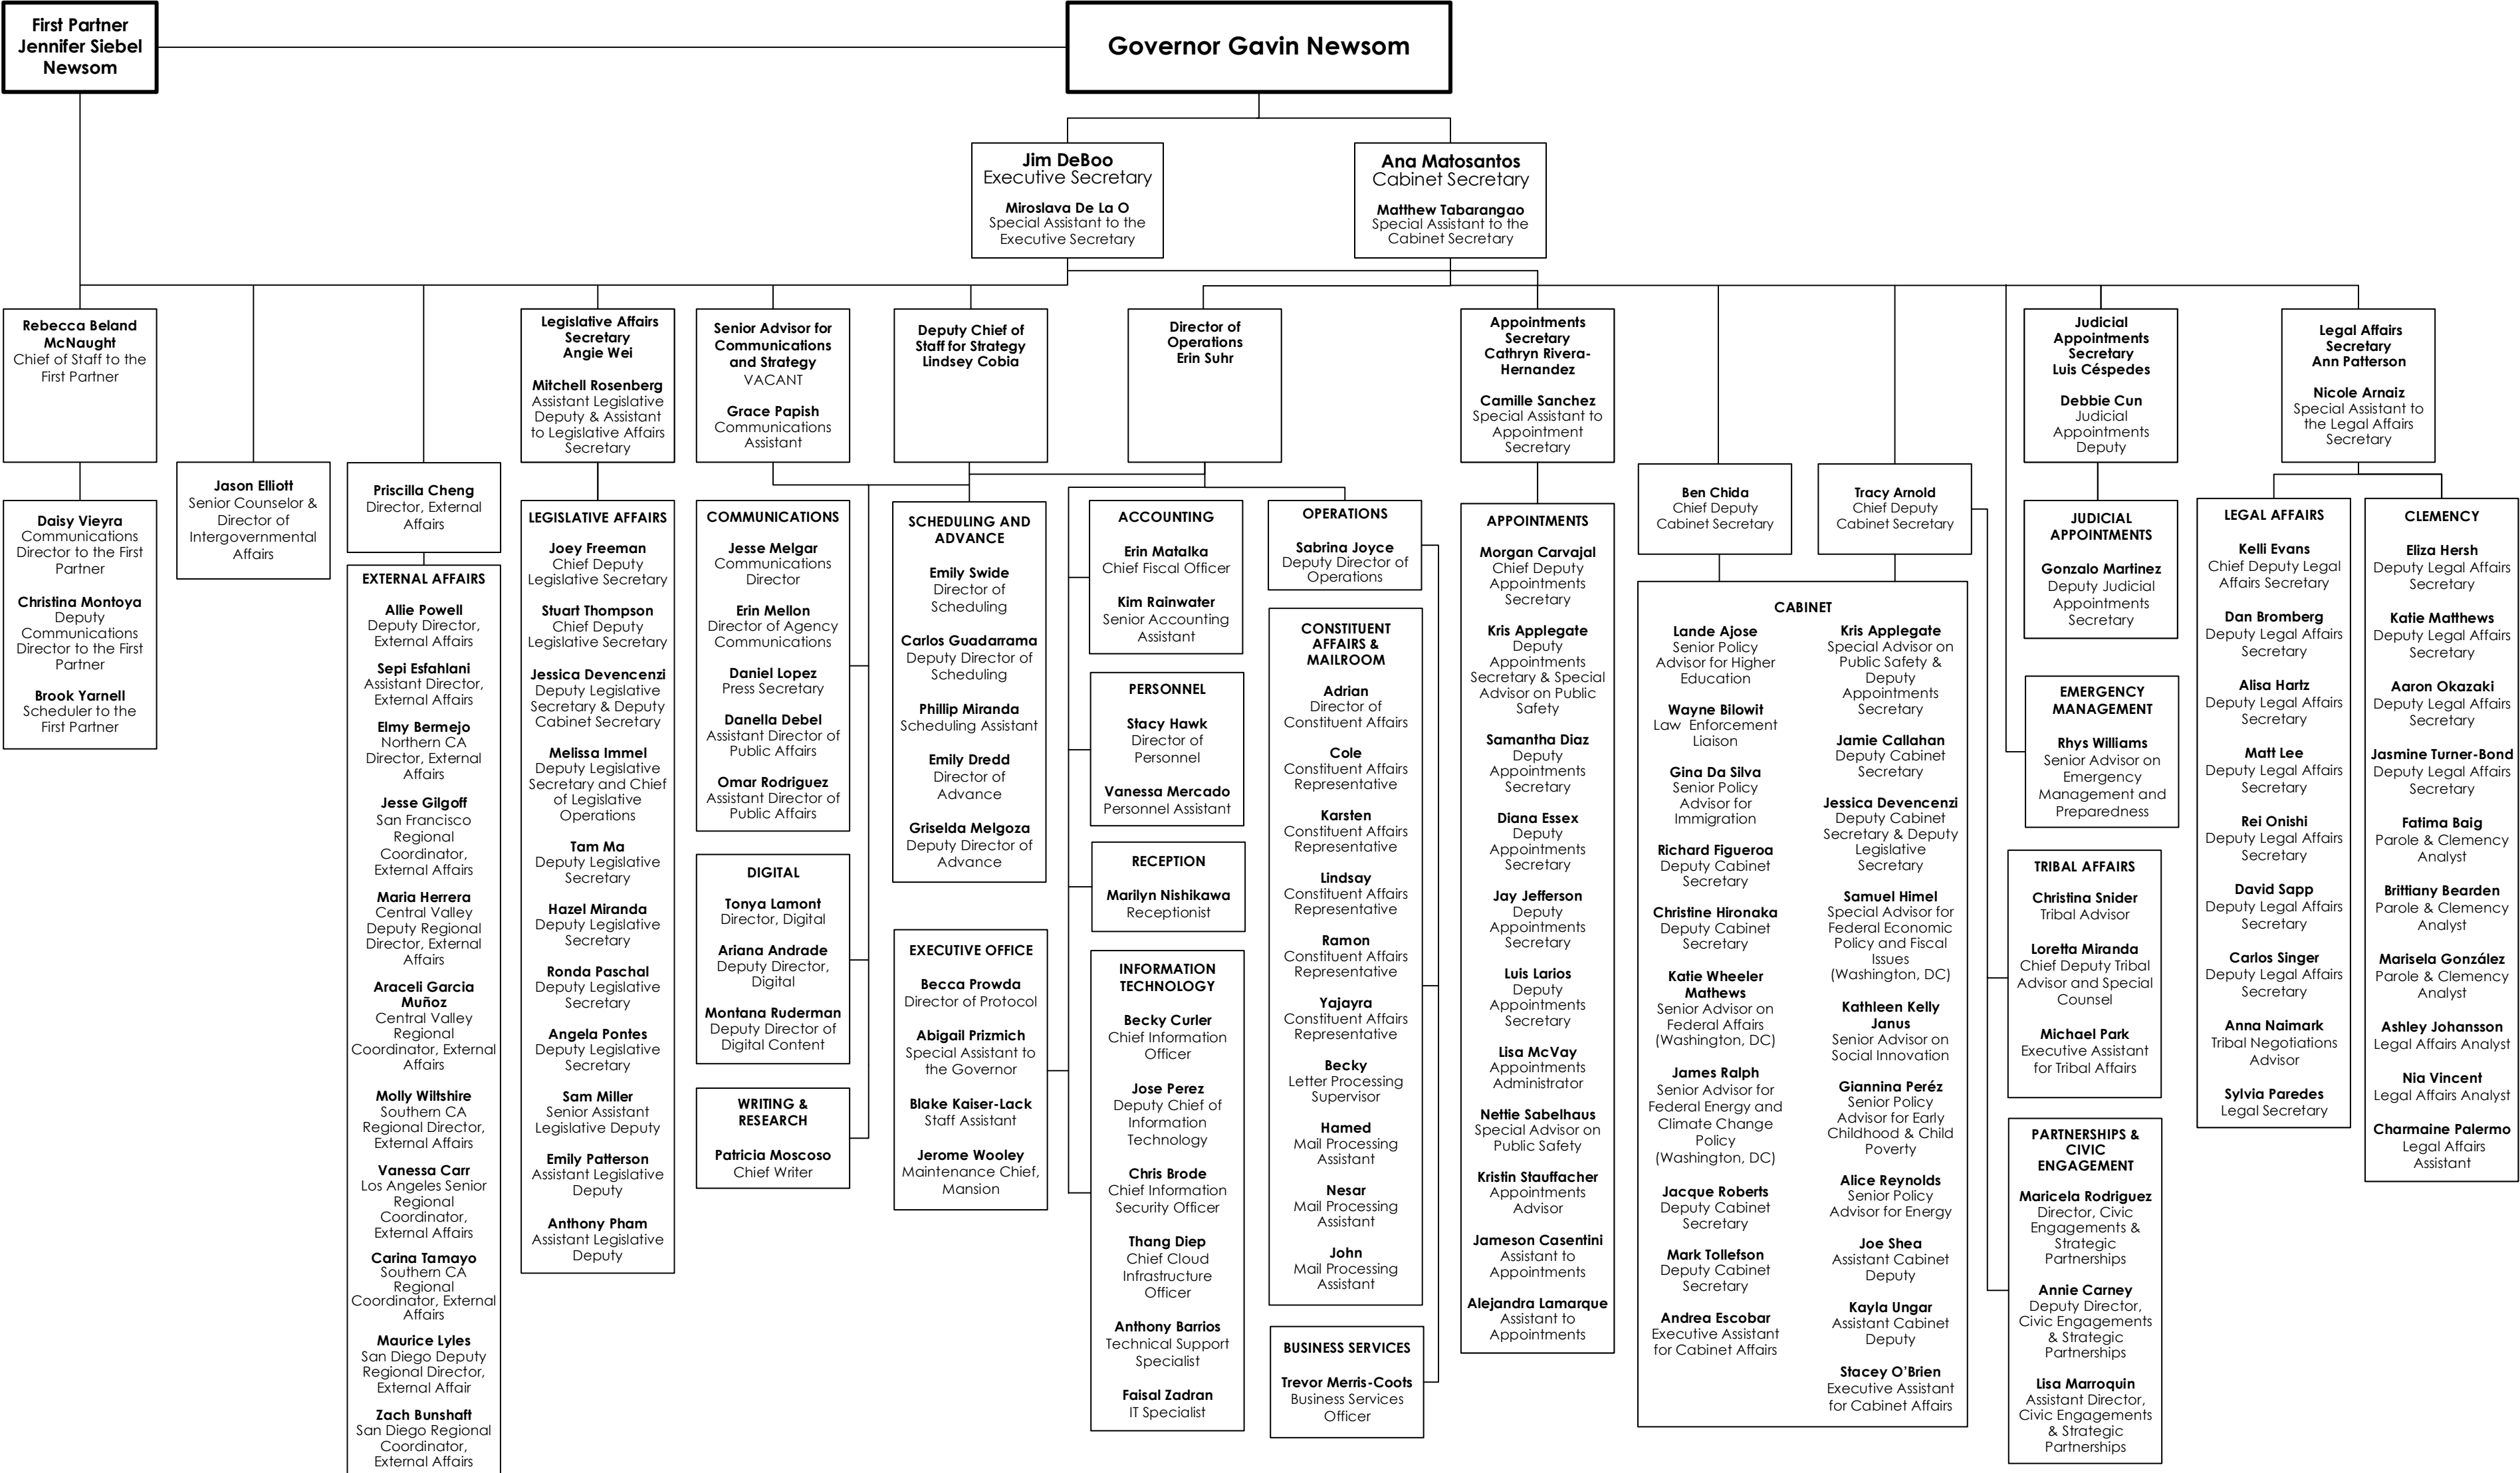 First Partner
Jennifer Siebel
Newsom
Governor Gavin Newsom
Jim DeBoo
Executive Secretary
Miroslava De La O
Special Assistant to the
Executive Secretary
Ana Matosantos
Cabinet Secretary
Matthew Tabarangao
Special Assistant to the
Cabinet Secretary
Rebecca Beland
McNaught
Chief of Staff to the
First Partner
Daisy Vieyra
Communications
Director to the First
Partner
Christina Montoya
Deputy
Communications
Director to the First
Partner
Brook Yarnell
Scheduler to the
First Partner
Jason Elliott
Senior Counselor &
Director of
Intergovernmental
Affairs
Priscilla Cheng
Director, External
Affairs
EXTERNAL AFFAIRS
Allie Powell
Deputy Director,
External Affairs
Sepi Esfahlani
Assistant Director,
External Affairs
Elmy Bermejo
Northern CA
Director, External
Affairs
Jesse Gilgoff
San Francisco
Regional
Coordinator,
External Affairs
Maria Herrera
Central Valley
Deputy Regional
Director, External
Affairs
Araceli Garcia
Muñoz
Central Valley
Regional
Coordinator, External
Affairs
Molly Wiltshire
Southern CA
Regional Director,
External Affairs
Vanessa Carr
Los Angeles Senior
Regional
Coordinator,
External Affairs
Carina Tamayo
Southern CA
Regional
Coordinator, External
Affairs
Maurice Lyles
San Diego Deputy
Regional Director,
External Affair
Zach Bunshaft
San Diego Regional
Coordinator,
External Affairs
Legislative Affairs
Secretary
Angie Wei
Mitchell Rosenberg
Assistant Legislative
Deputy & Assistant
to Legislative Affairs
Secretary
LEGISLATIVE AFFAIRS
Joey Freeman
Chief Deputy
Legislative Secretary
Stuart Thompson
Chief Deputy
Legislative Secretary
Jessica Devencenzi
Deputy Legislative
Secretary & Deputy
Cabinet Secretary
Melissa Immel
Deputy Legislative
Secretary and Chief
of Legislative
Operations
Tam Ma
Deputy Legislative
Secretary
Hazel Miranda
Deputy Legislative
Secretary
Ronda Paschal
Deputy Legislative
Secretary
Angela Pontes
Deputy Legislative
Secretary
Sam Miller
Senior Assistant
Legislative Deputy
Emily Patterson
Assistant Legislative
Deputy
Anthony Pham
Assistant Legislative
Deputy
Senior Advisor for
Communications
and Strategy
VACANT
Grace Papish
Communications
Assistant
COMMUNICATIONS
Jesse Melgar
Communications
Director
Erin Mellon
Director of Agency
Communications
Daniel Lopez
Press Secretary
Danella Debel
Assistant Director of
Public Affairs
Omar Rodriguez
Assistant Director of
Public Affairs
DIGITAL
Tonya Lamont
Director, Digital
Ariana Andrade
Deputy Director,
Digital
Montana Ruderman
Deputy Director of
Digital Content
WRITING &
RESEARCH
Patricia Moscoso
Chief Writer
Deputy Chief of
Staff for Strategy
Lindsey Cobia
SCHEDULING AND
ADVANCE
Emily Swide
Director of
Scheduling
Carlos Guadarrama
Deputy Director of
Scheduling
Phillip Miranda
Scheduling Assistant
Emily Dredd
Director of
Advance
Griselda Melgoza
Deputy Director of
Advance
EXECUTIVE OFFICE
Becca Prowda
Director of Protocol
Abigail Prizmich
Special Assistant to
the Governor
Blake Kaiser-Lack
Staff Assistant
Jerome Wooley
Maintenance Chief,
Mansion
Director of
Operations
Erin Suhr
ACCOUNTING
Erin Matalka
Chief Fiscal Officer
Kim Rainwater
Senior Accounting
Assistant
PERSONNEL
Stacy Hawk
Director of
Personnel
Vanessa Mercado
Personnel Assistant
RECEPTION
Marilyn Nishikawa
Receptionist
INFORMATION
TECHNOLOGY
Becky Curler
Chief Information
Officer
Jose Perez
Deputy Chief of
Information
Technology
Chris Brode
Chief Information
Security Officer
Thang Diep
Chief Cloud
Infrastructure
Officer
Anthony Barrios
Technical Support
Specialist
Faisal Zadran
IT Specialist
OPERATIONS
Sabrina Joyce
Deputy Director of
Operations
CONSTITUENT
AFFAIRS &
MAILROOM
Adrian
Director of
Constituent Affairs
Cole
Constituent Affairs
Representative
Karsten
Constituent Affairs
Representative
Lindsay
Constituent Affairs
Representative
Ramon
Constituent Affairs
Representative
Yajayra
Constituent Affairs
Representative
Becky
Letter Processing
Supervisor
Hamed
Mail Processing
Assistant
Nesar
Mail Processing
Assistant
John
Mail Processing
Assistant
BUSINESS SERVICES
Trevor Merris-Coots
Business Services
Officer
Appointments
Secretary
Cathryn Rivera-
Hernandez
Camille Sanchez
Special Assistant to
Appointment
Secretary
APPOINTMENTS
Morgan Carvajal
Chief Deputy
Appointments
Secretary
Kris Applegate
Deputy
Appointments
Secretary & Special
Advisor on Public
Safety
Samantha Diaz
Deputy
Appointments
Secretary
Diana Essex
Deputy
Appointments
Secretary
Jay Jefferson
Deputy
Appointments
Secretary
Luis Larios
Deputy
Appointments
Secretary
Lisa McVay
Appointments
Administrator
Nettie Sabelhaus
Special Advisor on
Public Safety
Kristin Stauffacher
Appointments
Advisor
Jameson Casentini
Assistant to
Appointments
Alejandra Lamarque
Assistant to
Appointments
Ben Chida
Chief Deputy
Cabinet Secretary
Tracy Arnold
Chief Deputy
Cabinet Secretary
CABINET
Lande Ajose
Senior Policy
Advisor for Higher
Education
Wayne Bilowit
Law Enforcement
Liaison
Gina Da Silva
Senior Policy
Advisor for
Immigration
Richard Figueroa
Deputy Cabinet
Secretary
Christine Hironaka
Deputy Cabinet
Secretary
Katie Wheeler
Mathews
Senior Advisor on
Federal Affairs
(Washington, DC)
James Ralph
Senior Advisor for
Federal Energy and
Climate Change
Policy
(Washington, DC)
Jacque Roberts
Deputy Cabinet
Secretary
Mark Tollefson
Deputy Cabinet
Secretary
Andrea Escobar
Executive Assistant
for Cabinet Affairs
Kris Applegate
Special Advisor on
Public Safety &
Deputy
Appointments
Secretary
Jamie Callahan
Deputy Cabinet
Secretary
Jessica Devencenzi
Deputy Cabinet
Secretary & Deputy
Legislative
Secretary
Samuel Himel
Special Advisor for
Federal Economic
Policy and Fiscal
Issues
(Washington, DC)
Kathleen Kelly
Janus
Senior Advisor on
Social Innovation
Giannina Peréz
Senior Policy
Advisor for Early
Childhood & Child
Poverty
Alice Reynolds
Senior Policy
Advisor for Energy
Joe Shea
Assistant Cabinet
Deputy
Kayla Ungar
Assistant Cabinet
Deputy
Stacey O’Brien
Executive Assistant
for Cabinet Affairs
Judicial
Appointments
Secretary
Luis Céspedes
Debbie Cun
Judicial
Appointments
Deputy
JUDICIAL
APPOINTMENTS
Gonzalo Martinez
Deputy Judicial
Appointments
Secretary
EMERGENCY
MANAGEMENT
Rhys Williams
Senior Advisor on
Emergency
Management and
Preparedness
TRIBAL AFFAIRS
Christina Snider
Tribal Advisor
Loretta Miranda
Chief Deputy Tribal
Advisor and Special
Counsel
Michael Park
Executive Assistant
for Tribal Affairs
PARTNERSHIPS &
CIVIC
ENGAGEMENT
Maricela Rodriguez
Director, Civic
Engagements &
Strategic
Partnerships
Annie Carney
Deputy Director,
Civic Engagements
& Strategic
Partnerships
Lisa Marroquin
Assistant Director,
Civic Engagements
& Strategic
Partnerships
Legal Affairs
Secretary
Ann Patterson
Nicole Arnaiz
Special Assistant to
the Legal Affairs
Secretary
LEGAL AFFAIRS
Kelli Evans
Chief Deputy Legal
Affairs Secretary
Dan Bromberg
Deputy Legal Affairs
Secretary
Alisa Hartz
Deputy Legal Affairs
Secretary
Matt Lee
Deputy Legal Affairs
Secretary
Rei Onishi
Deputy Legal Affairs
Secretary
David Sapp
Deputy Legal Affairs
Secretary
Carlos Singer
Deputy Legal Affairs
Secretary
Anna Naimark
Tribal Negotiations
Advisor
Sylvia Paredes
Legal Secretary
CLEMENCY
Eliza Hersh
Deputy Legal Affairs
Secretary
Katie Matthews
Deputy Legal Affairs
Secretary
Aaron Okazaki
Deputy Legal Affairs
Secretary
Jasmine Turner-Bond
Deputy Legal Affairs
Secretary
Fatima Baig
Parole & Clemency
Analyst
Brittiany Bearden
Parole & Clemency
Analyst
Marisela González
Parole & Clemency
Analyst
Ashley Johansson
Legal Affairs Analyst
Nia Vincent
Legal Affairs Analyst
Charmaine Palermo
Legal Affairs
Assistant